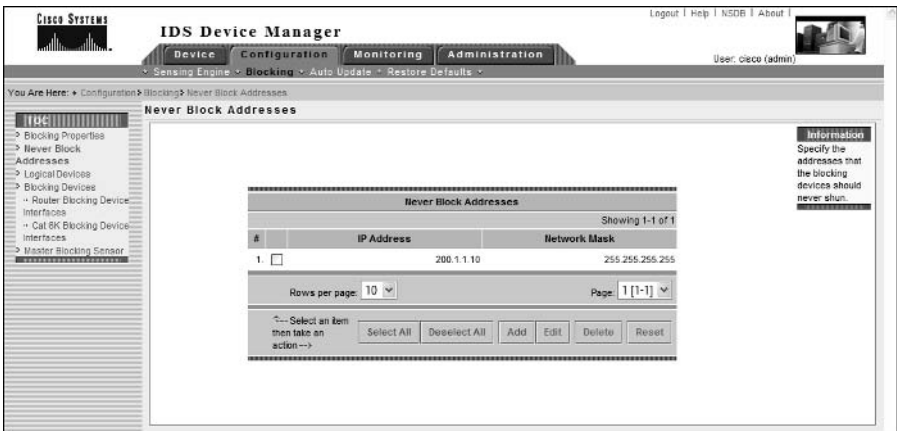 Logout | Help | NSDB | About |
CISCO SYSTEMS
IDS Device Manager
Device Configuration Monitoring Administration
User: cisco (admin)
Sensing Engine Blocking Auto Update Restore Defaults
You Are Here: Configuration > Blocking > Never Block Addresses
TOC
> Blocking Properties
> Never Block
Addresses
> Logical Devices
> Blocking Devices
Router Blocking Device
Interfaces
Cat 6K Blocking Device
Interfaces
> Master Blocking Sensor
Never Block Addresses
Never Block Addresses
Showing 1-1 of 1
# IP Address Network Mask
1. 200.1.1.10 255.255.255.255
Rows per page: 10 Page: 1 [1-1]
^--- Select an item
then take an
action -->
Select All Deselect All Add Edit Delete Reset
Information
Specify the
addresses that
the blocking
devices should
never shun.